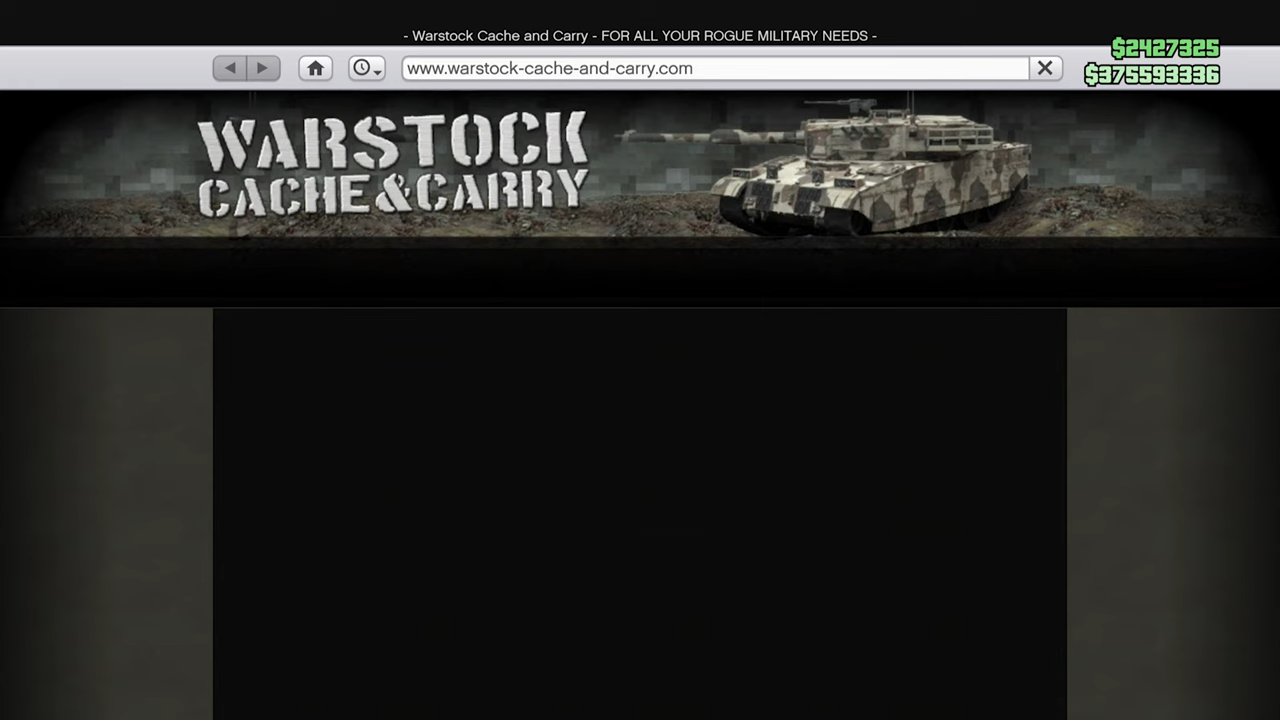 - Warstock Cache and Carry - FOR ALL YOUR ROGUE MILITARY NEEDS -
$2427325
www.warstock-cache-and-carry.com
$375593336
WARSTOCK
CACHE&CARRY